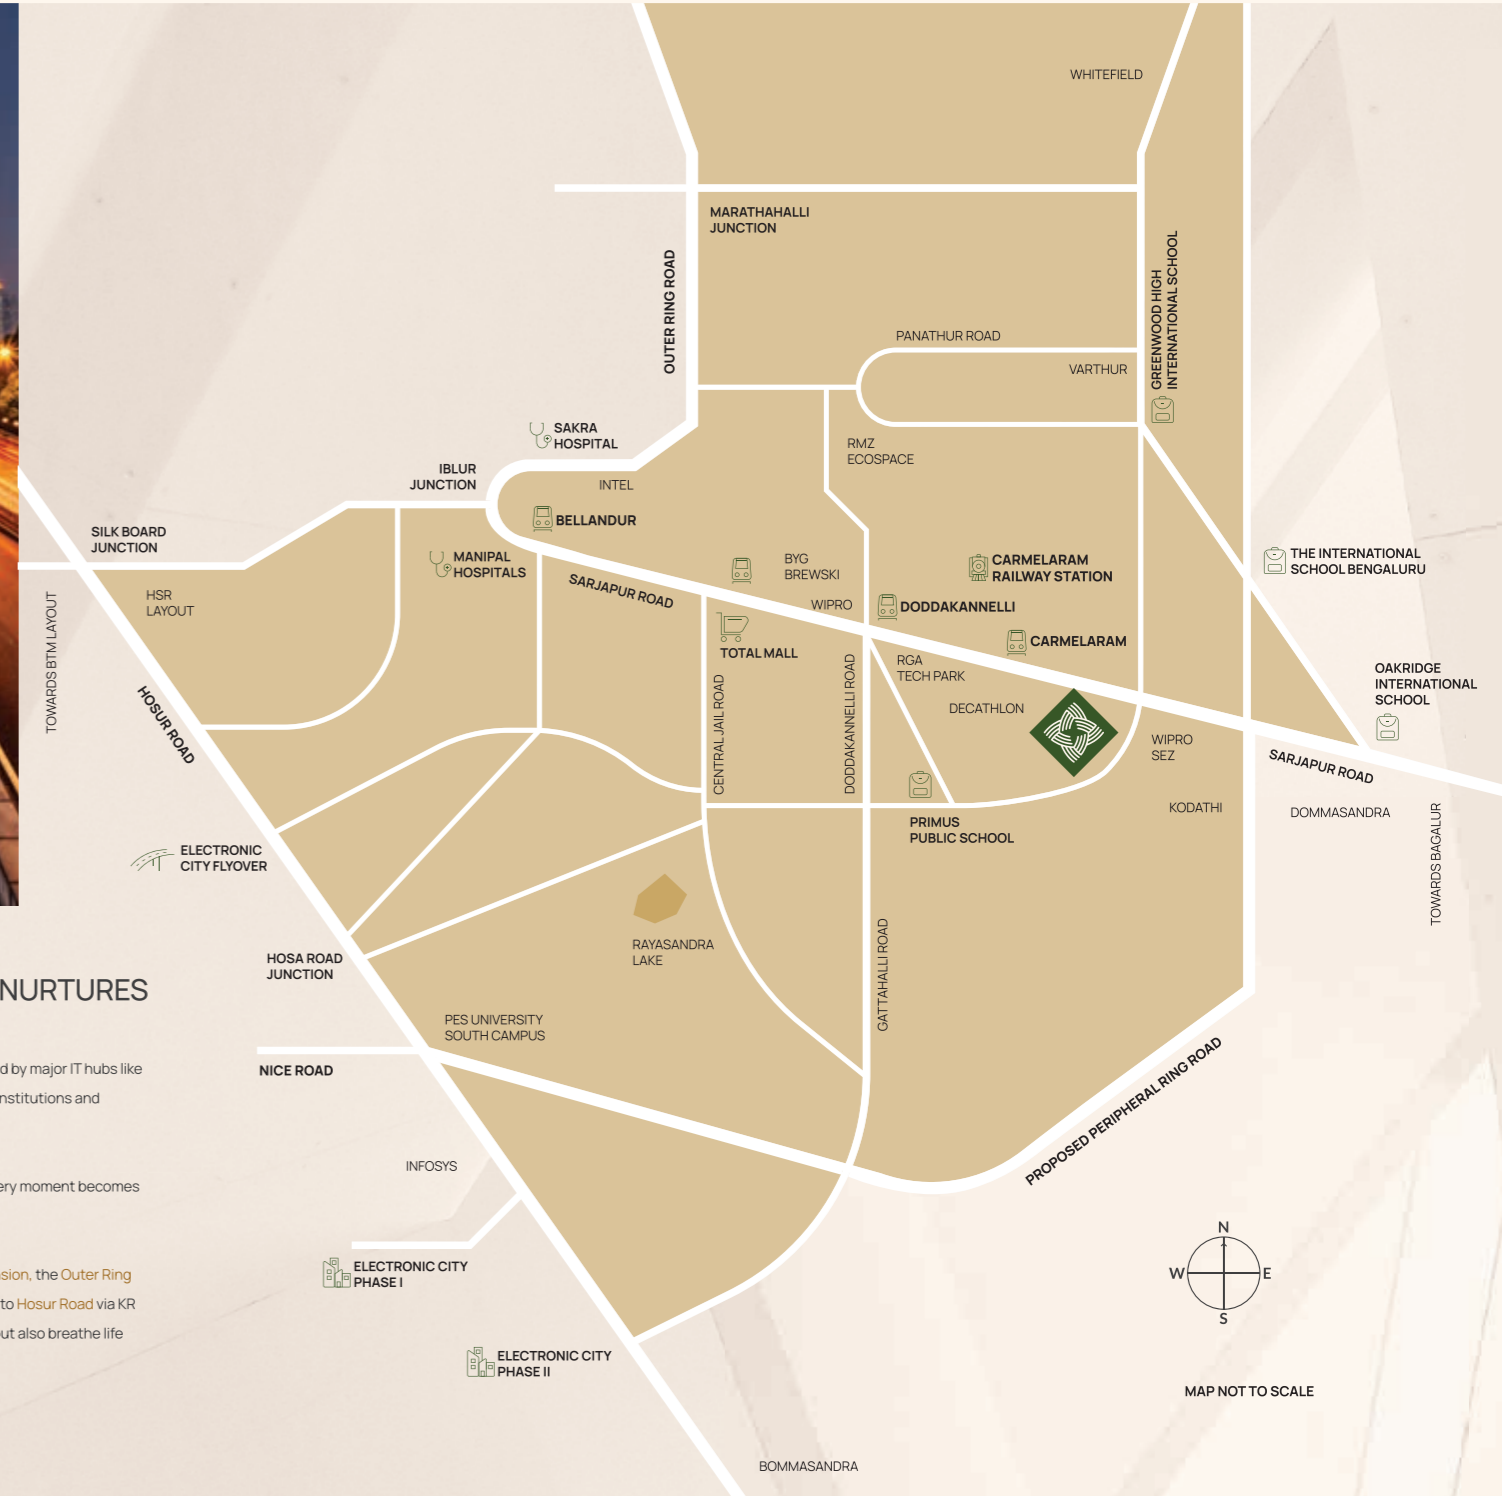 WHITEFIELD
MARATHAHALLI
JUNCTION
OUTER RING ROAD
GREENWOOD HIGH
INTERNATIONAL SCHOOL
PANATHUR ROAD
VARTHUR
SAKRA
HOSPITAL
RMZ
ECOSPACE
IBLUR
JUNCTION
INTEL
BELLANDUR
SILK BOARD
JUNCTION
MANIPAL
HOSPITALS
BYG
BREWSKI
CARMELARAM
RAILWAY STATION
THE INTERNATIONAL
SCHOOL BENGALURU
SARJAPUR ROAD
HSR
LAYOUT
WIPRO
DODDAKANNELLI
TOWARDS BTM LAYOUT
TOTAL MALL
CARMELARAM
RGA
TECH PARK
OAKRIDGE
INTERNATIONAL
SCHOOL
HOSUR ROAD
CENTRAL JAIL ROAD
DODDAKANNELLI ROAD
DECATHLON
WIPRO
SEZ
SARJAPUR ROAD
KODATHI
DOMMASANDRA
PRIMUS
PUBLIC SCHOOL
TOWARDS BAGALUR
ELECTRONIC
CITY FLYOVER
RAYASANDRA
LAKE
GATTAHALLI ROAD
HOSA ROAD
JUNCTION
NURTURES
PES UNIVERSITY
SOUTH CAMPUS
NICE ROAD
d by major IT hubs like
nstitutions and
PROPOSED PERIPHERAL RING ROAD
INFOSYS
ery moment becomes
ELECTRONIC CITY
PHASE I
sion, the Outer Ring
to Hosur Road via KR
ut also breathe life
N
W
E
S
ELECTRONIC CITY
PHASE II
MAP NOT TO SCALE
BOMMASANDRA